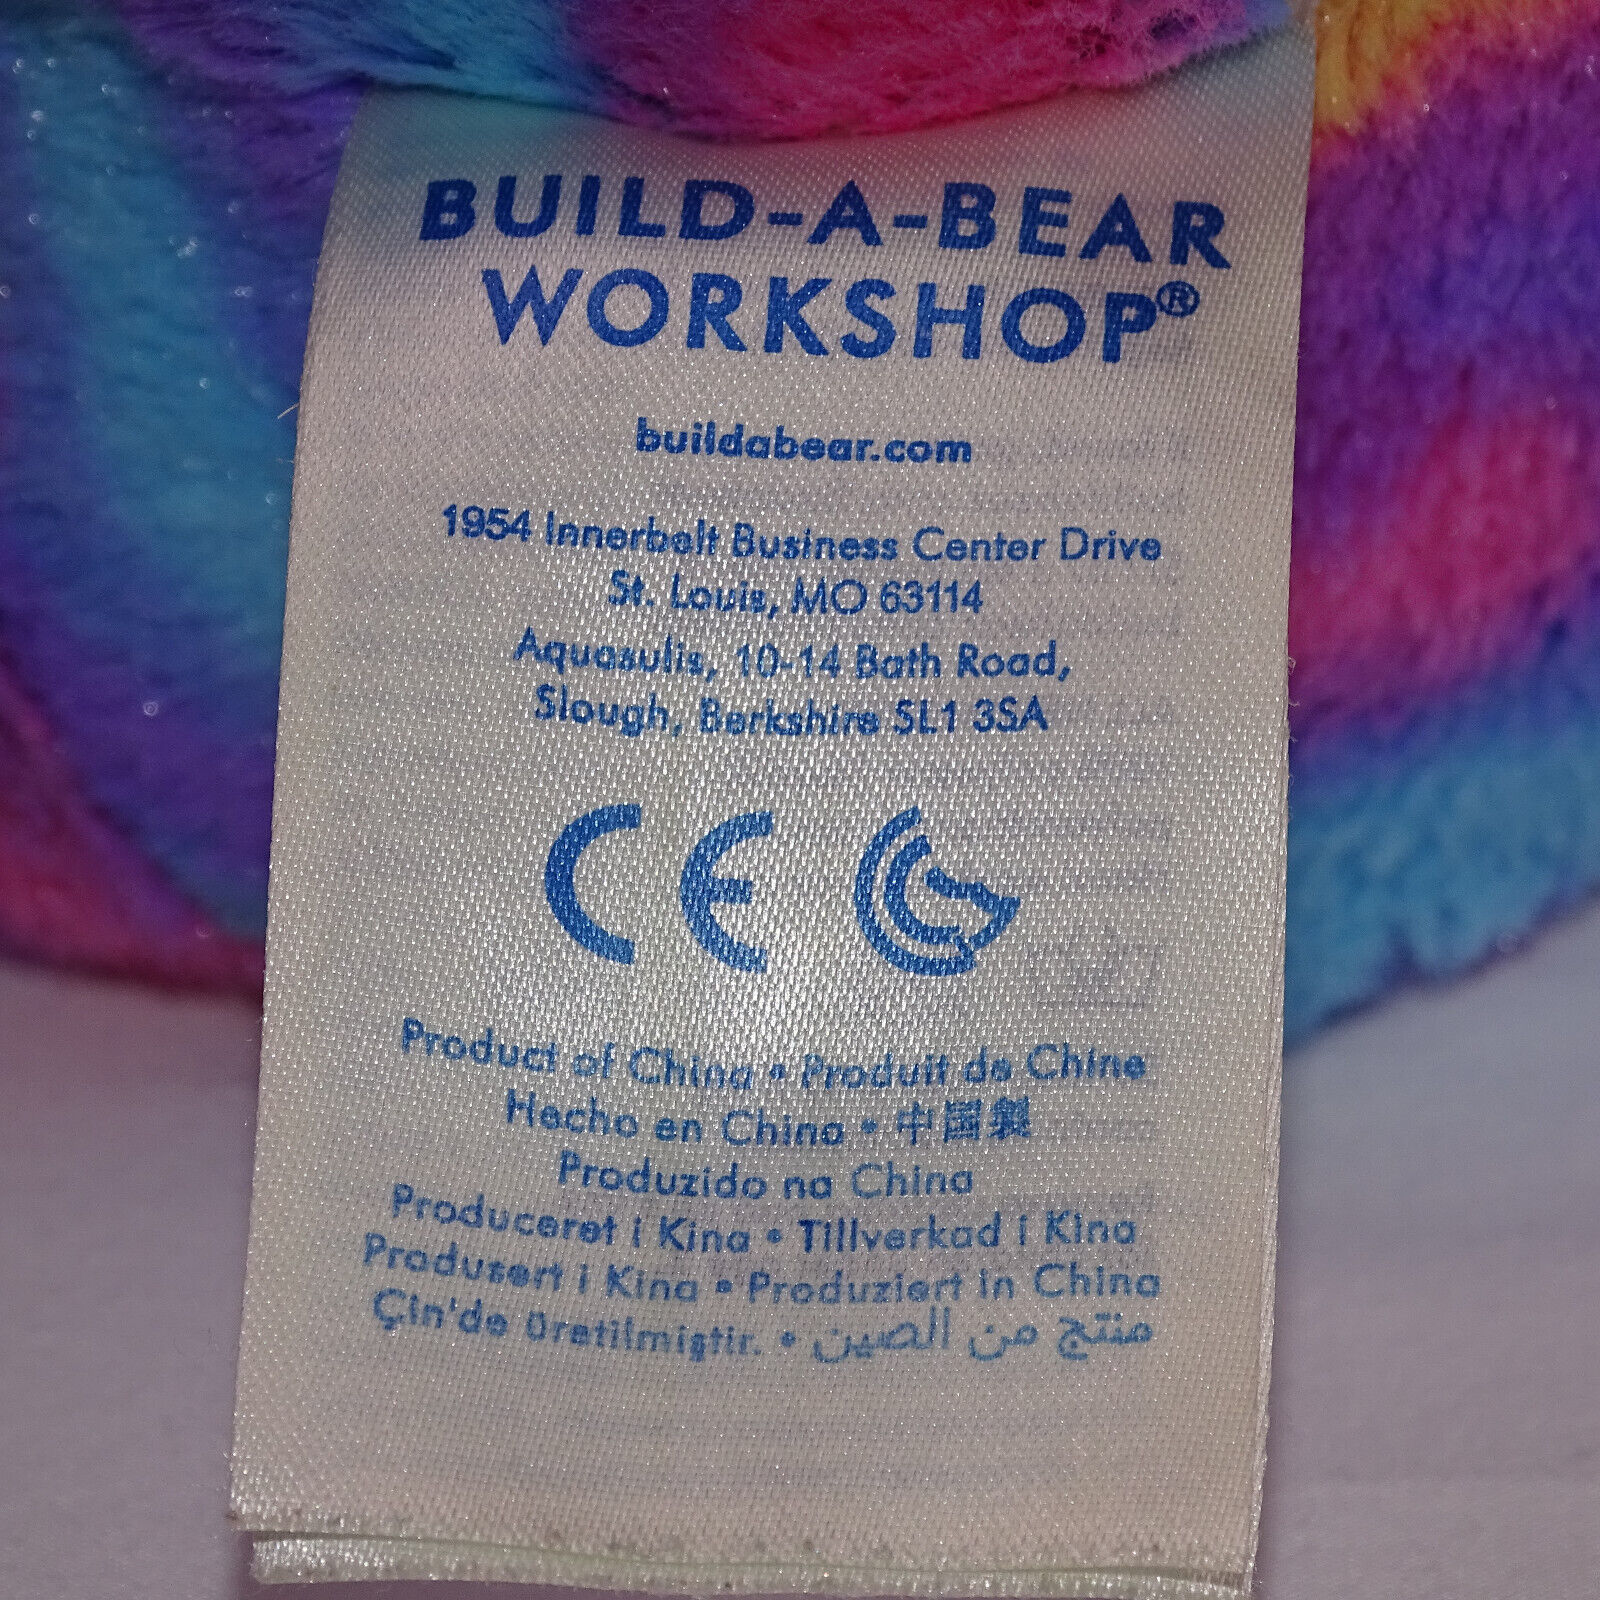 BUILD-A-BEAR
WORKSHOP®
buildabear.com
1954 Innerbelt Business Center Drive
St. Louis, MO 63114
Aquasulis, 10-14 Bath Road,
Slough, Berkshire SL1 3SA
CE
Product of China • Produit de Chine
Hecho en China • 中国製
Produzido na China
Produceret i Kina • Tillverkad i Kina
Produsert i Kina • Produziert in China
Çin'de üretilmiştir. • منتج من الصين